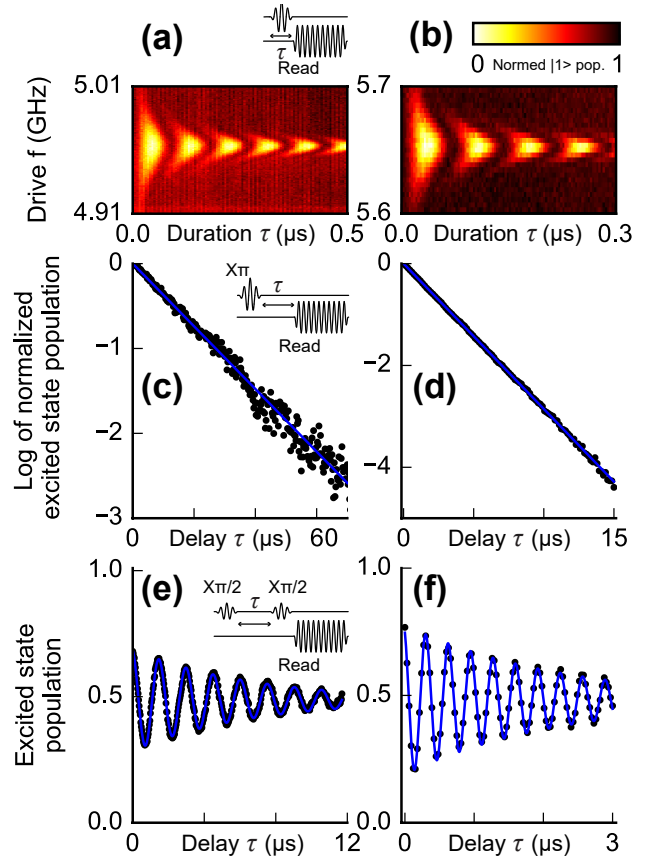 (a)
τ
Read
(b)
0 Normed |1> pop. 1
Drive f (GHz)
5.01
4.91
0.0 Duration τ (μs) 0.5
5.7
5.6
0.0 Duration τ (μs) 0.3
Log of normalized
excited state population
0
−1
−2
−3
Xπ
τ
Read
(c)
0 Delay τ (μs) 60
0
−2
−4
(d)
0 Delay τ (μs) 15
Excited state
population
1.0
0.5
0.0
(e)
Xπ/2 Xπ/2
τ
Read
0 Delay τ (μs) 12
1.0
0.5
0.0
(f)
0 Delay τ (μs) 3